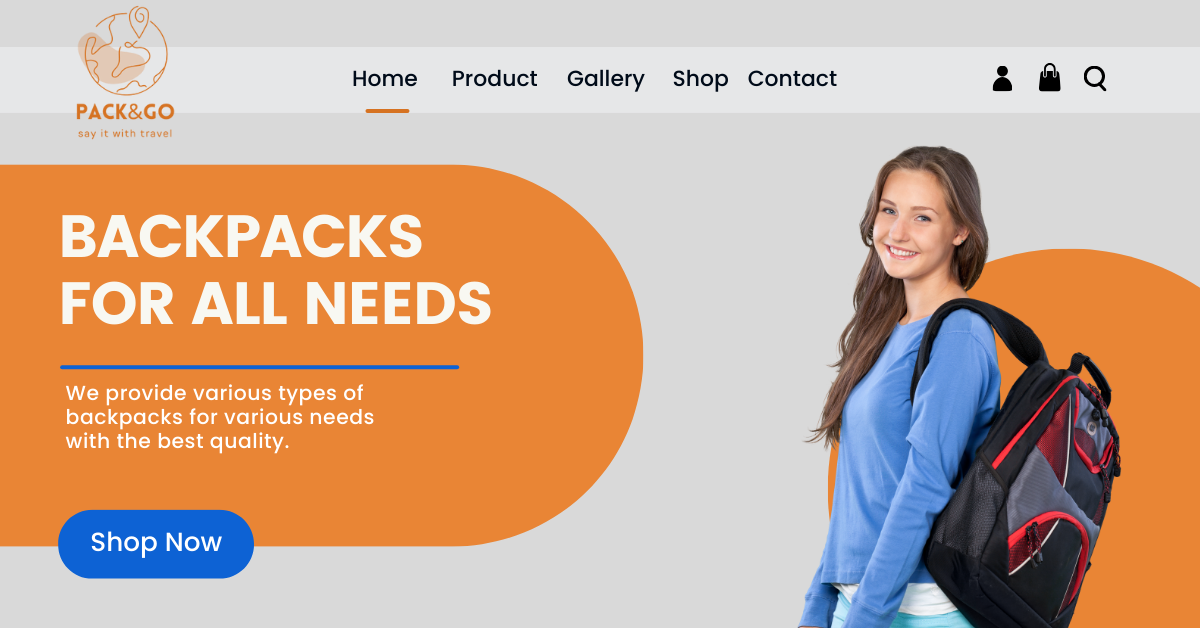 PACK&GO
say it with travel
Home Product Gallery Shop Contact
BACKPACKS
FOR ALL NEEDS
We provide various types of
backpacks for various needs
with the best quality.
Shop Now